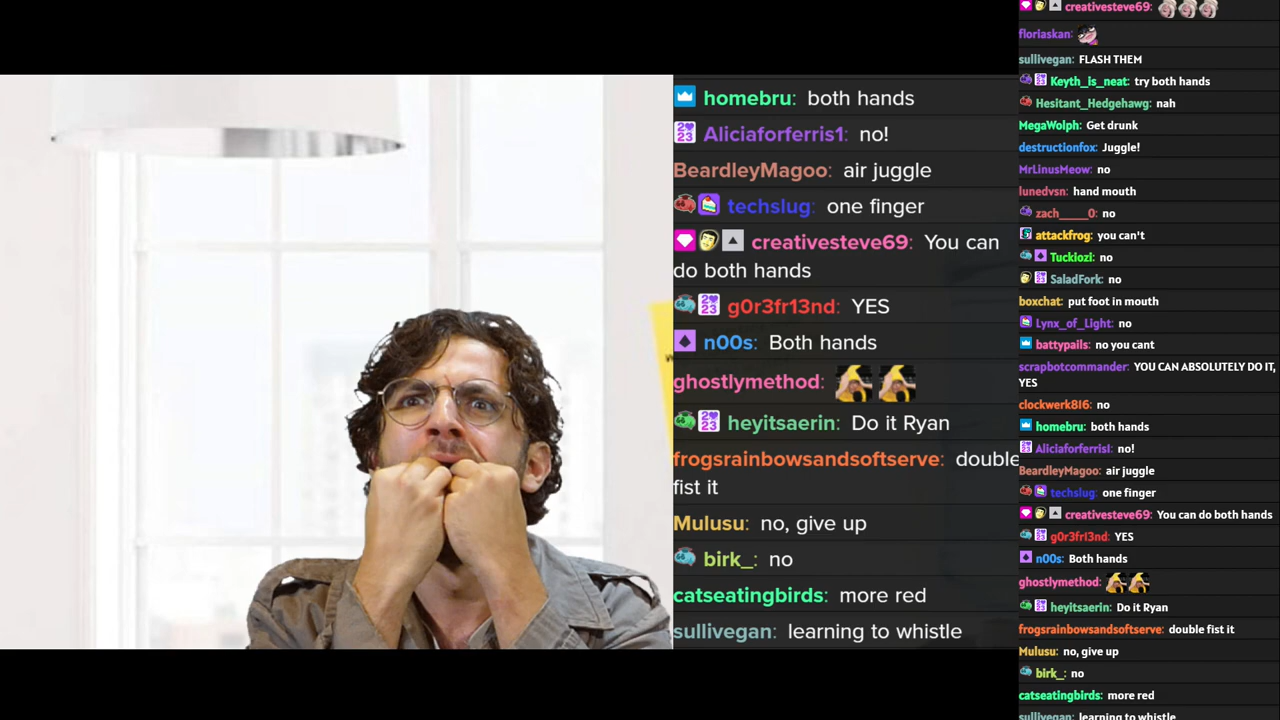 homebru: both hands
Aliciaforferris1: no!
BeardleyMagoo: air juggle
techslug: one finger
creativesteve69: You can
do both hands
g0r3fr13nd: YES
n00s: Both hands
ghostlymethod:
heyitsaerin: Do it Ryan
frogsrainbowsandsoftserve: double
fist it
Mulusu: no, give up
birk_: no
catseatingbirds: more red
sullivegan: learning to whistle
creativesteve69:
floriaskan:
sullivegan: FLASH THEM
Keyth_is_neat: try both hands
Hesitant_Hedgehawg: nah
MegaWolph: Get drunk
destructionfox: Juggle!
MrLinusMeow: no
lunedvsn: hand mouth
zach_____0: no
attackfrog: you can't
Tuckiozi: no
SaladFork: no
boxchat: put foot in mouth
Lynx_of_Light: no
battypails: no you cant
scrapbotcommander: YOU CAN ABSOLUTELY DO IT,
YES
clockwerk816: no
homebru: both hands
Aliciaforferris1: no!
BeardleyMagoo: air juggle
techslug: one finger
creativesteve69: You can do both hands
g0r3fr13nd: YES
n00s: Both hands
ghostlymethod:
heyitsaerin: Do it Ryan
frogsrainbowsandsoftserve: double fist it
Mulusu: no, give up
birk_: no
catseatingbirds: more red
sullivegan: learning to whistle